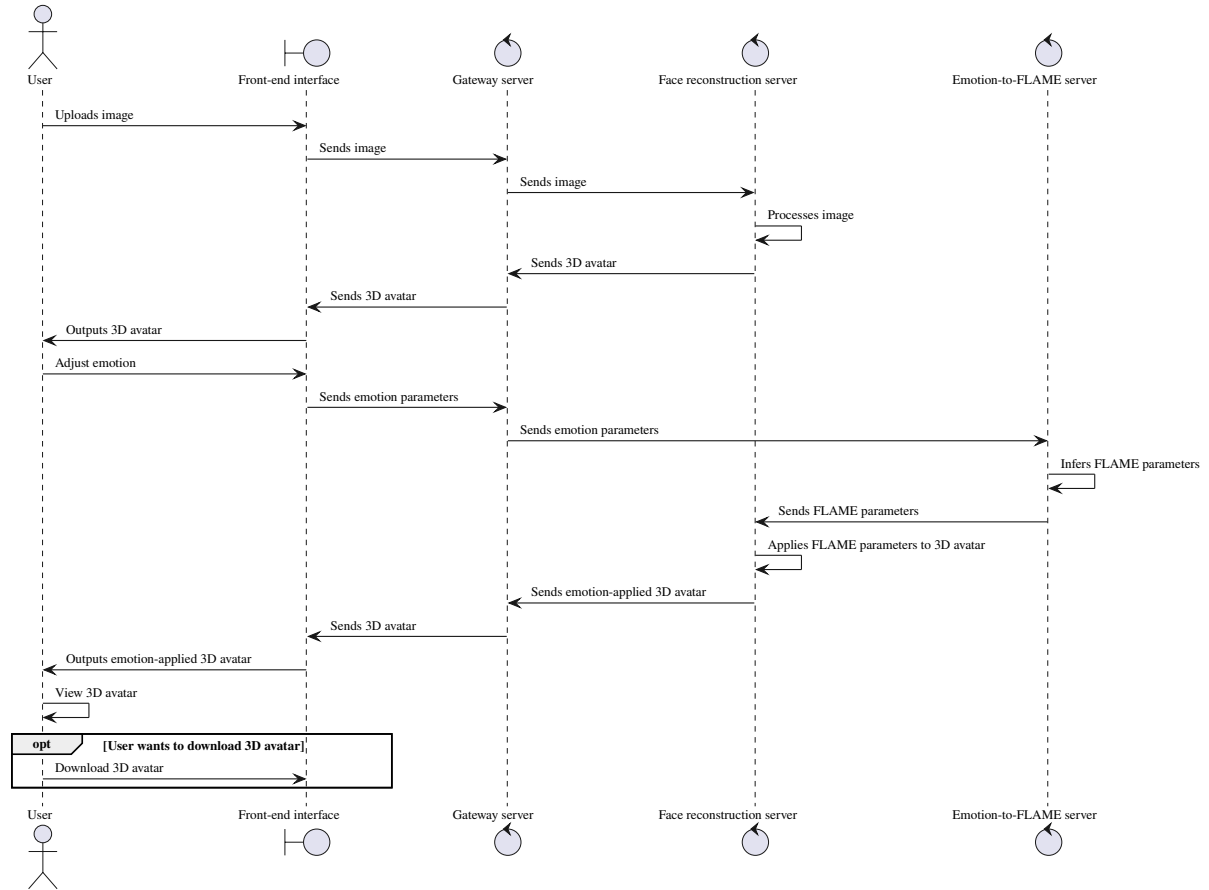 User
Front-end interface
Gateway server
Face reconstruction server
Emotion-to-FLAME server
Uploads image
Sends image
Sends image
Processes image
Sends 3D avatar
Sends 3D avatar
Outputs 3D avatar
Adjust emotion
Sends emotion parameters
Sends emotion parameters
Infers FLAME parameters
Sends FLAME parameters
Applies FLAME parameters to 3D avatar
Sends emotion-applied 3D avatar
Sends 3D avatar
Outputs emotion-applied 3D avatar
View 3D avatar
opt [User wants to download 3D avatar]
Download 3D avatar
User
Front-end interface
Gateway server
Face reconstruction server
Emotion-to-FLAME server